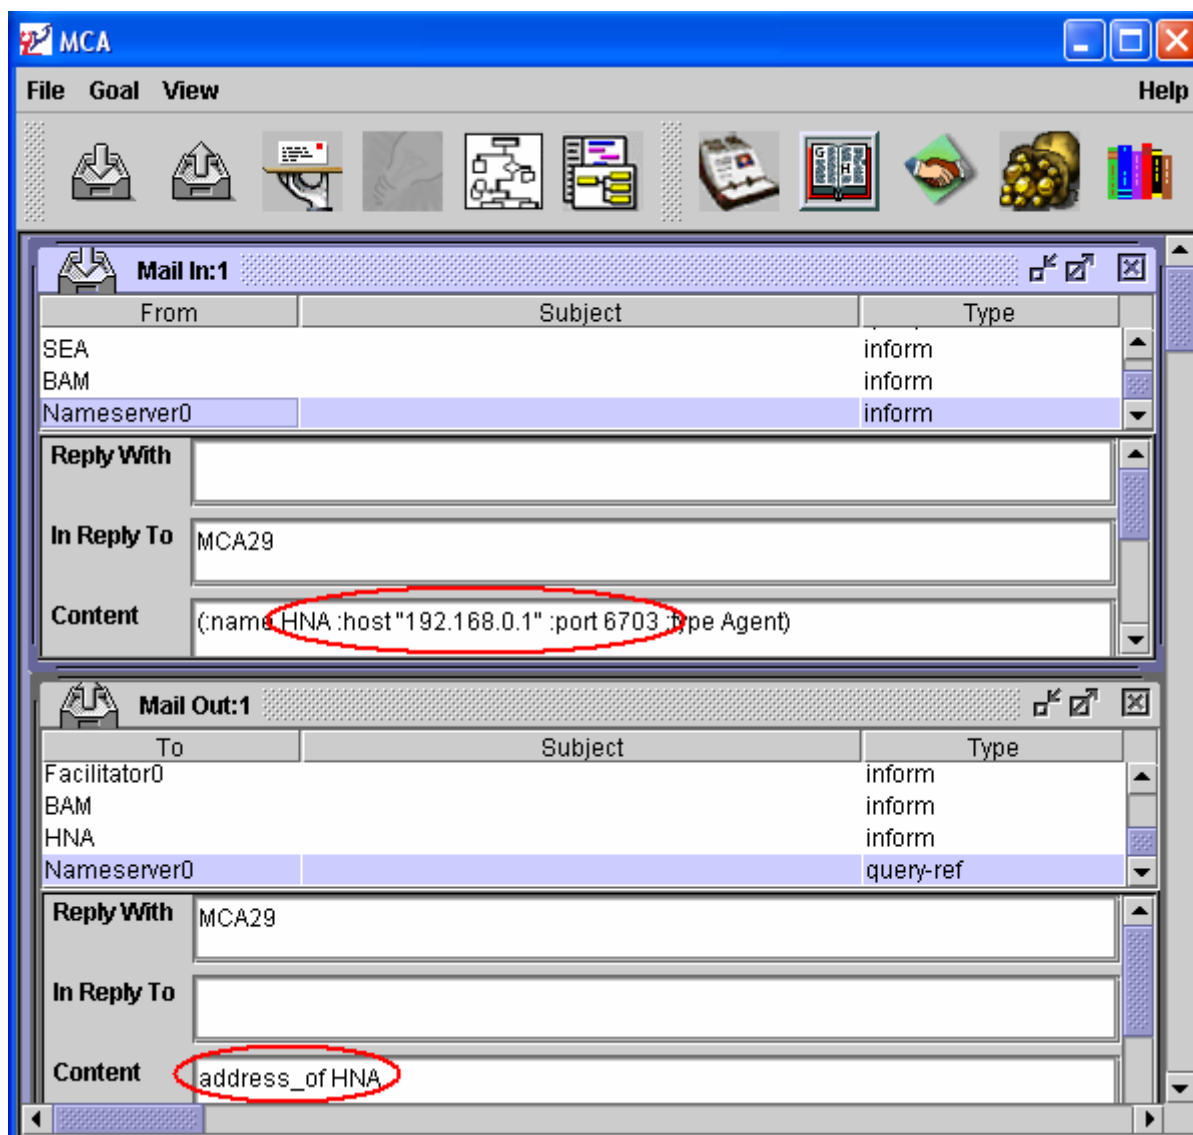 MCA
File Goal View Help
Mail In:1
From Subject Type
SEA inform
BAM inform
Nameserver0 inform
Reply With
In Reply To MCA29
Content (:name HNA :host "192.168.0.1" :port 6703 :type Agent)
Mail Out:1
To Subject Type
Facilitator0 inform
BAM inform
HNA inform
Nameserver0 query-ref
Reply With MCA29
In Reply To
Content address_of HNA